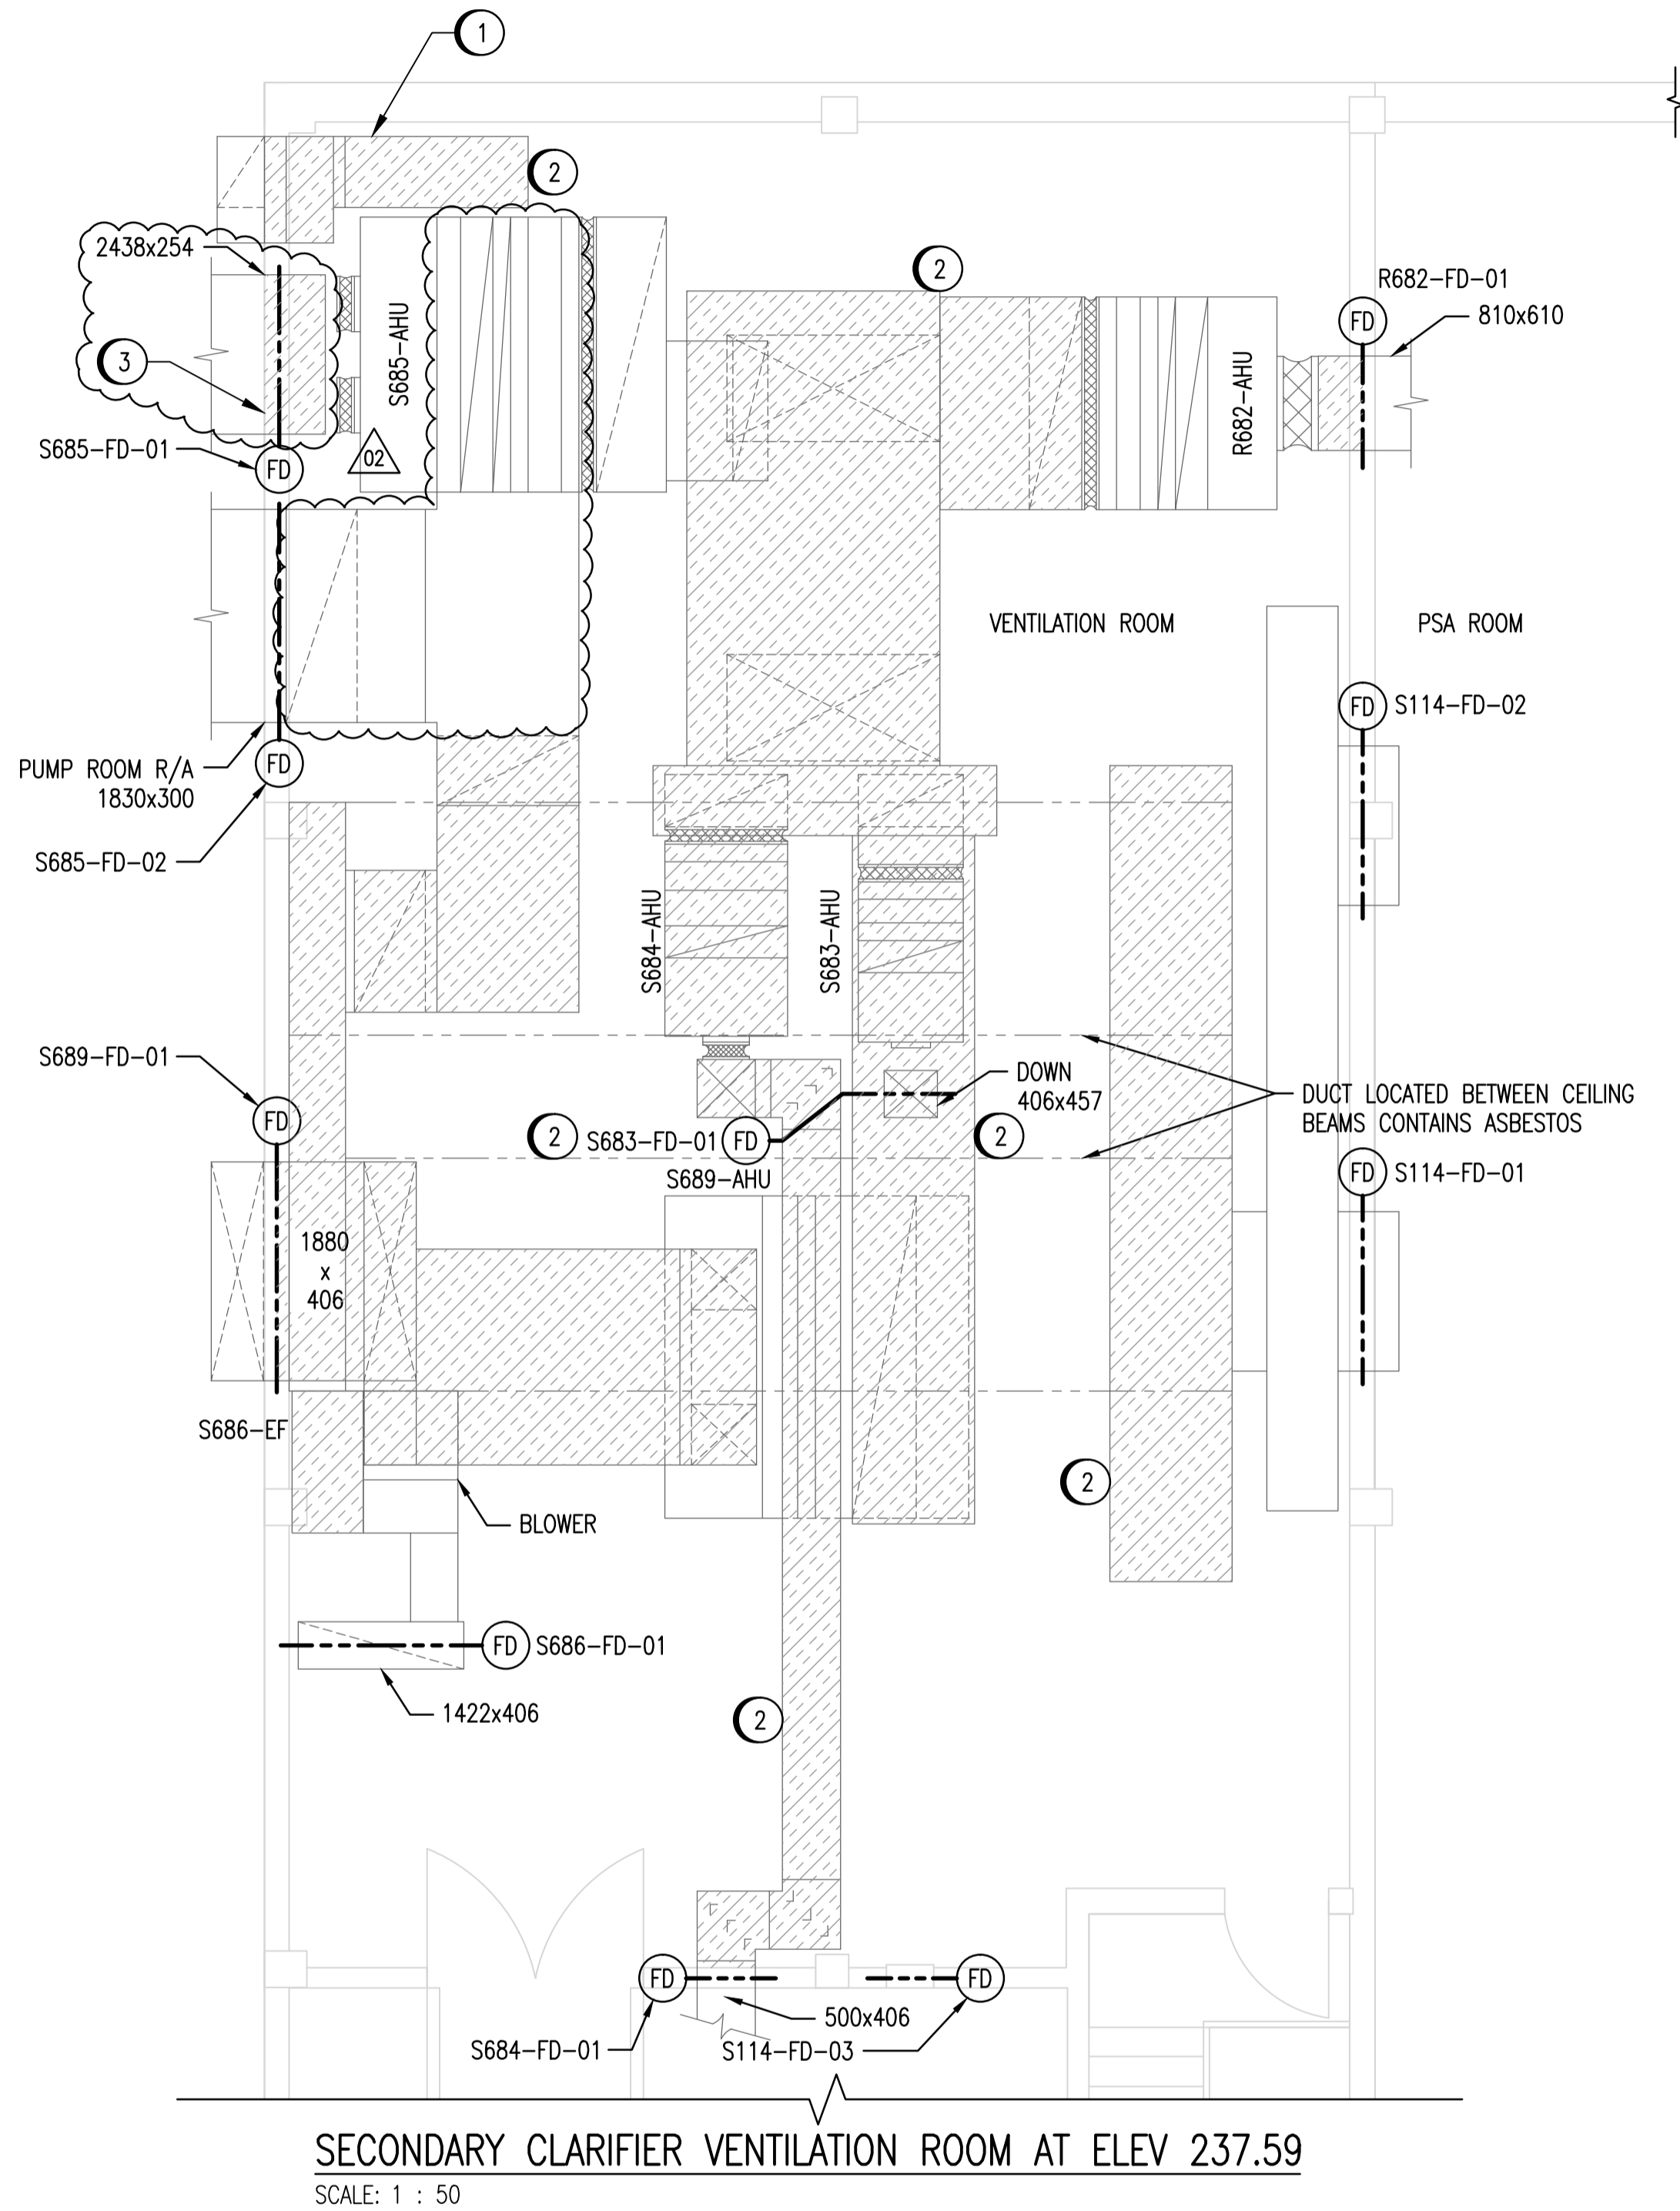 1
2
2438x254
2
R682-FD-01
FD
810x610
3
S685-AHU
R682-AHU
S685-FD-01
FD
02
VENTILATION ROOM
PSA ROOM
FD
S114-FD-02
PUMP ROOM R/A
1830x300
FD
S685-FD-02
S684-AHU
S683-AHU
S689-FD-01
FD
DOWN
406x457
DUCT LOCATED BETWEEN CEILING
BEAMS CONTAINS ASBESTOS
2
S683-FD-01
FD
2
S689-AHU
FD
S114-FD-01
1880
x
406
S686-EF
2
BLOWER
FD
S686-FD-01
1422x406
2
FD
FD
500x406
S684-FD-01
S114-FD-03
SECONDARY CLARIFIER VENTILATION ROOM AT ELEV 237.59
SCALE: 1 : 50